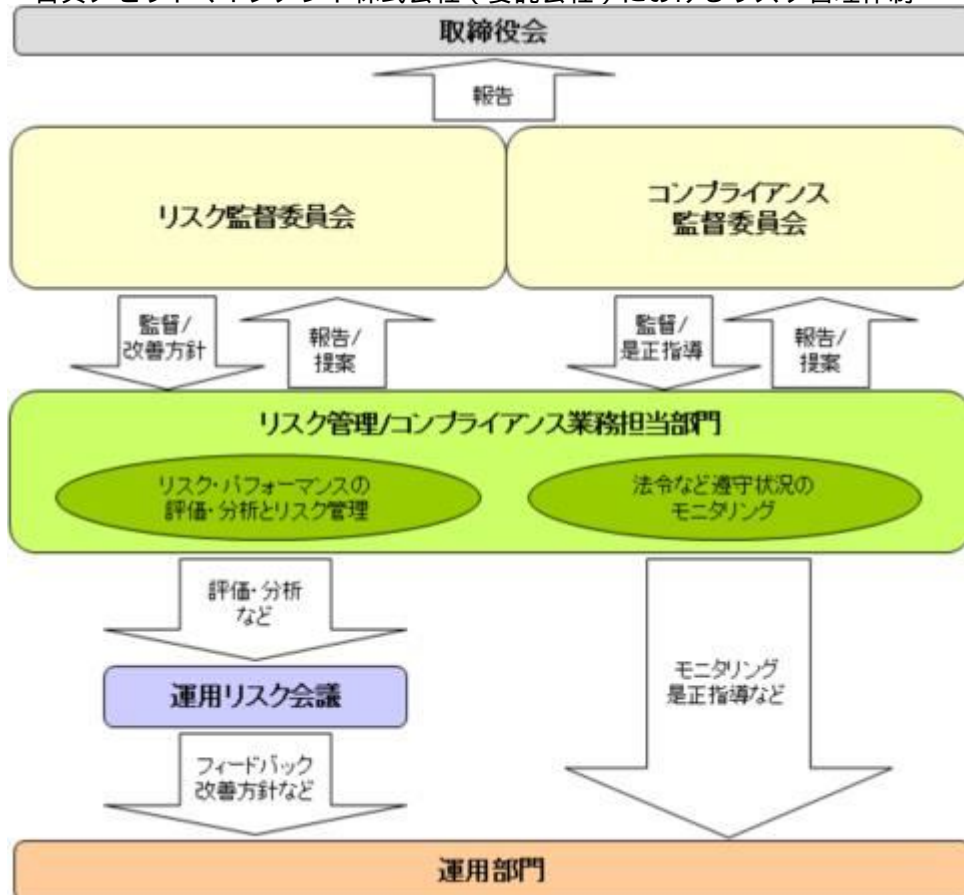 取締役会
報告
リスク監督委員会
コンプライアンス
監督委員会
監督/
改善方針
報告/
提案
監督/
是正指導
報告/
提案
リスク管理/コンプライアンス業務担当部門
リスク・パフォーマンスの
評価・分析とリスク管理
法令など遵守状況の
モニタリング
評価・分析
など
運用リスク会議
モニタリング
是正指導など
フィードバック
改善方針など
運用部門